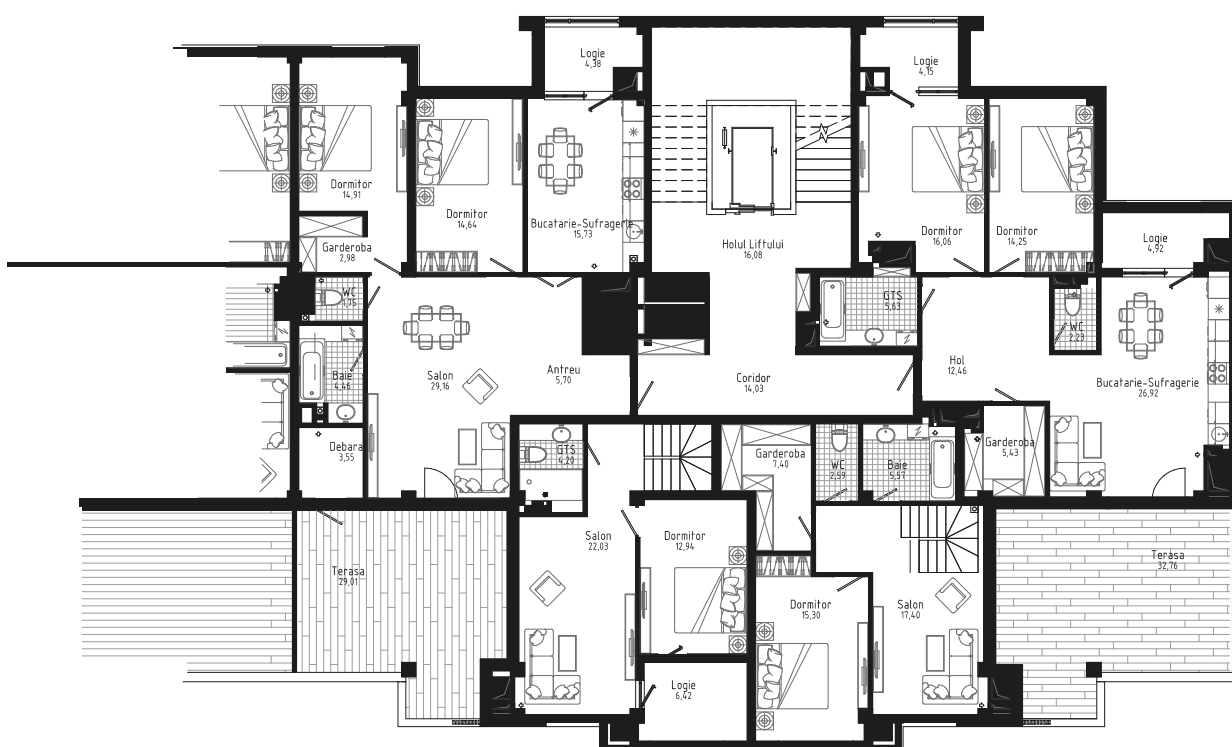 Logie
4,38
Logie
4,15
Dormitor
14,91
Dormitor
14,64
Bucatarie-Sufragerie
15,73
Holul Liftului
16,08
Dormitor
16,06
Dormitor
14,25
Logie
4,92
Garderoba
2,98
WC
1,75
GTS
5,63
WC
2,23
Hol
12,46
Baie
4,46
Salon
29,16
Antreu
5,70
Coridor
14,03
Bucatarie-Sufragerie
26,92
Debara
3,55
GTS
4,20
Garderoba
7,40
WC
2,59
Baie
5,57
Garderoba
5,43
Salon
22,03
Dormitor
12,94
Terasa
29,01
Terasa
32,76
Dormitor
15,30
Salon
17,40
Logie
6,42